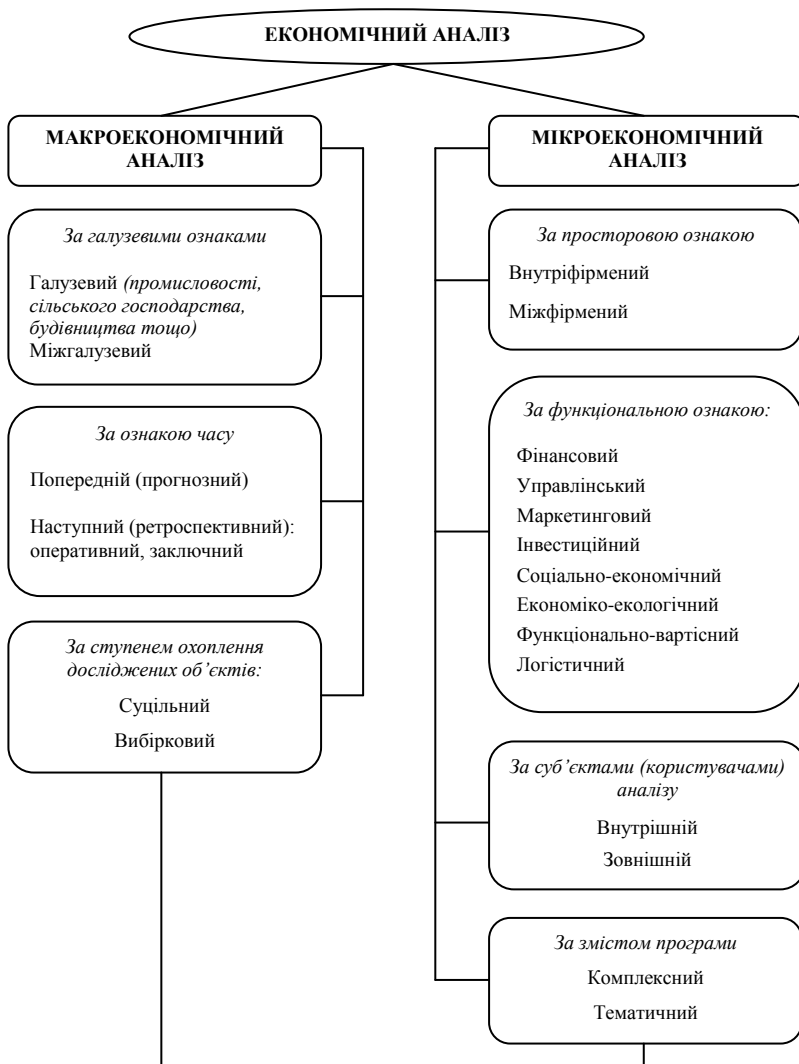 ЕКОНОМІЧНИЙ АНАЛІЗ
МАКРОЕКОНОМІЧНИЙ
АНАЛІЗ
За галузевими ознаками
Галузевий (промисловості,
сільського господарства,
будівництва тощо)
Міжгалузевий
За ознакою часу
Попередній (прогнозний)
Наступний (ретроспективний):
оперативний, заключний
За ступенем охоплення
досліджених об’єктів:
Суцільний
Вибірковий
МІКРОЕКОНОМІЧНИЙ
АНАЛІЗ
За просторовою ознакою
Внутріфірмений
Міжфірмений
За функціональною ознакою:
Фінансовий
Управлінський
Маркетинговий
Інвестиційний
Соціально-економічний
Економіко-екологічний
Функціонально-вартісний
Логістичний
За суб’єктами (користувачами)
аналізу
Внутрішній
Зовнішній
За змістом програми
Комплексний
Тематичний